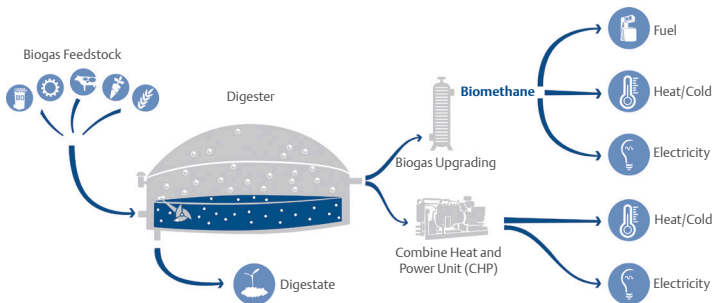 Biogas Feedstock
BIO
Digester
Digestate
Biogas Upgrading
Biomethane
Fuel
Heat/Cold
Electricity
Combine Heat and
Power Unit (CHP)
Heat/Cold
Electricity